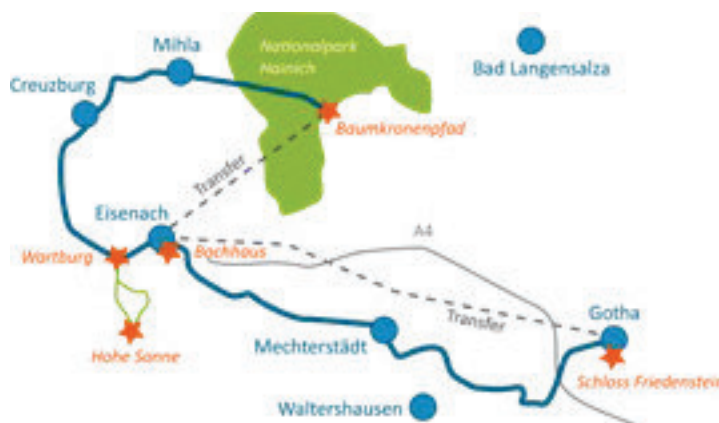 Mihla
Nationalpark
Hainich
Bad Langensalza
Creuzburg
Baumkronenpfad
Transfer
Eisenach
A4
Wartburg
Bachhaus
Gotha
Transfer
Hohe Sonne
Mechterstädt
Schloss Friedenstein
Waltershausen